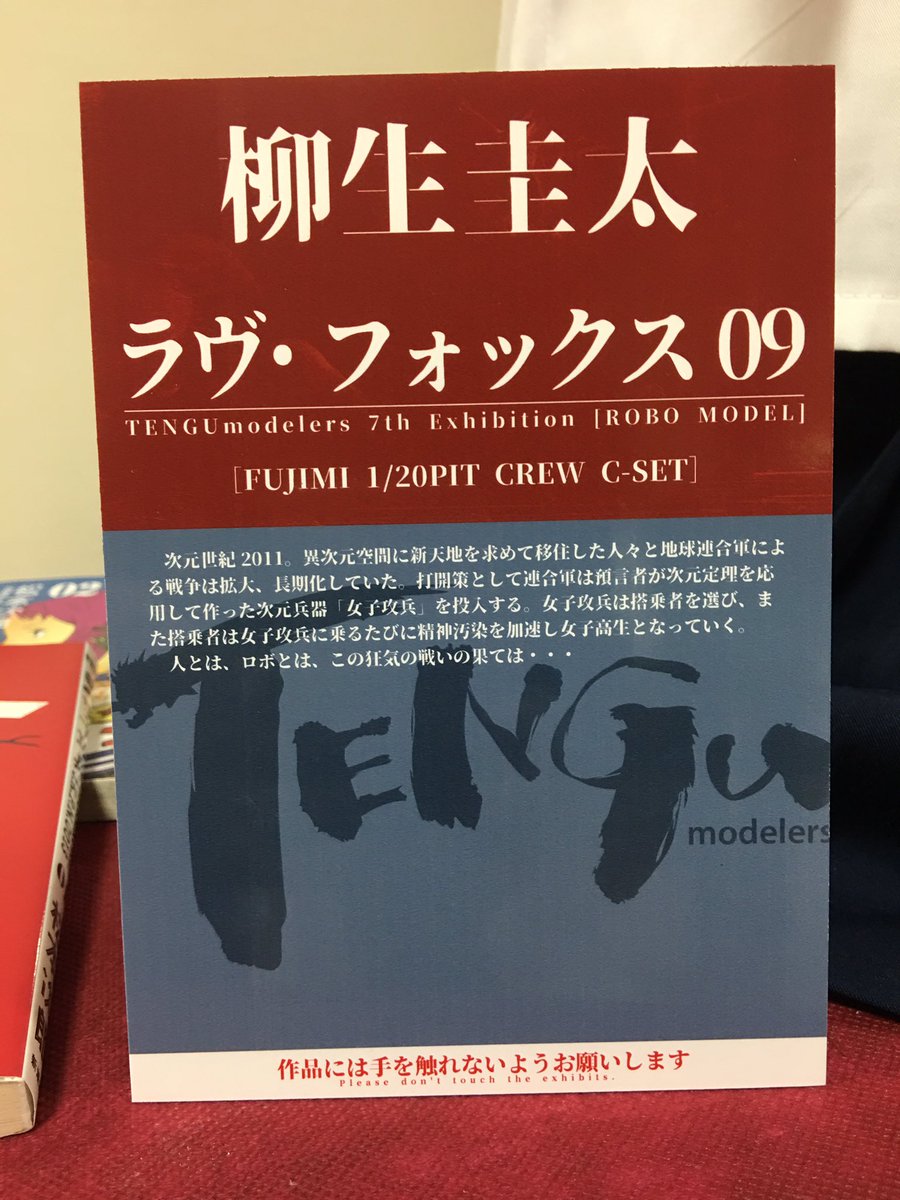 柳生圭太
ラヴ・フォックス09
TENGUmodelers 7th Exhibition [ROBO MODEL]
[FUJIMI 1/20PIT CREW C-SET]
次元世紀2011。異次元空間に新天地を求めて移住した人々と地球連合軍によ
る戦争は拡大、長期化していた。打開策として連合軍は預言者が次元定理を応
用して作った次元兵器「女子攻兵」を投入する。女子攻兵は搭乗者を選び、ま
た搭乗者は女子攻兵に乗るたびに精神汚染を加速し女子高生となっていく。
人とは、ロボとは、この狂気の戦いの果ては・・・
TENGU
modelers
作品には手を触れないようお願いします
Please don't touch the exhibits.
02